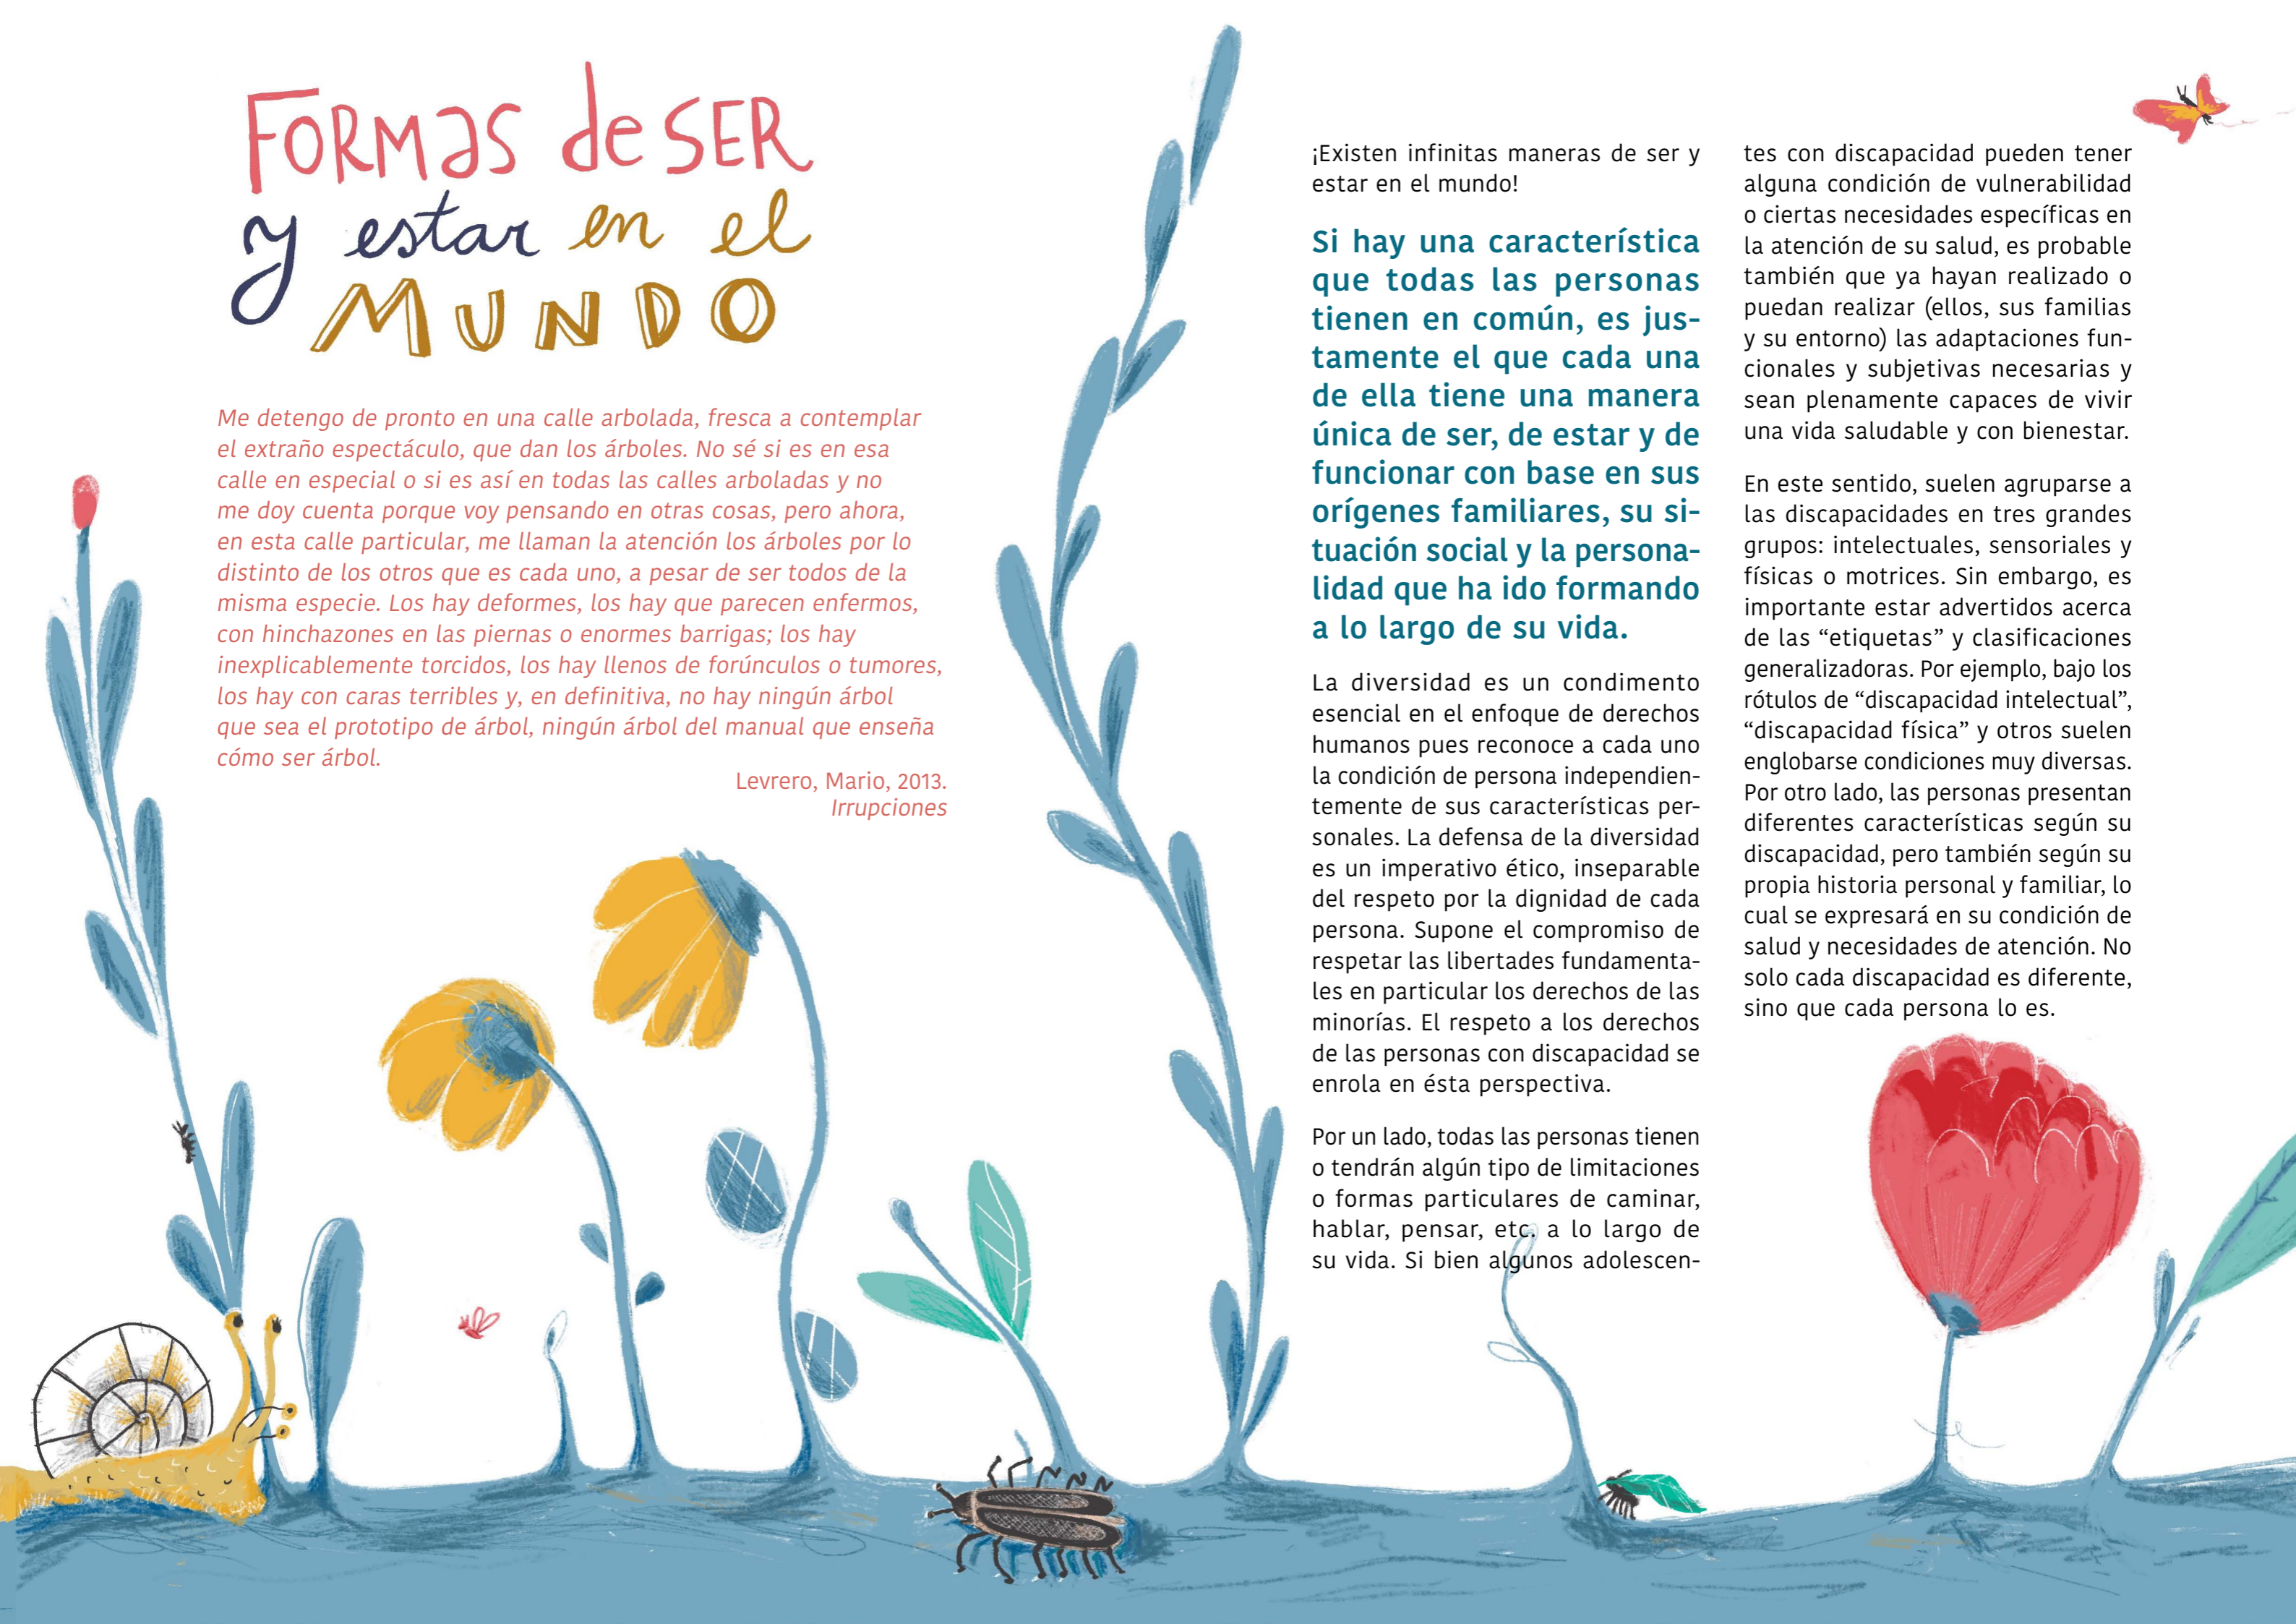 FORMAS de SER
y estar en el
MUNDO
Me detengo de pronto en una calle arbolada, fresca a contemplar
el extraño espectáculo, que dan los árboles. No sé si es en esa
calle en especial o si es así en todas las calles arboladas y no
me doy cuenta porque voy pensando en otras cosas, pero ahora,
en esta calle particular, me llaman la atención los árboles por lo
distinto de los otros que es cada uno, a pesar de ser todos de la
misma especie. Los hay deformes, los hay que parecen enfermos,
con hinchazones en las piernas o enormes barrigas; los hay
inexplicablemente torcidos, los hay llenos de forúnculos o tumores,
los hay con caras terribles y, en definitiva, no hay ningún árbol
que sea el prototipo de árbol, ningún árbol del manual que enseña
cómo ser árbol.
Levrero, Mario, 2013.
Irrupciones
¡Existen infinitas maneras de ser y
estar en el mundo!
Si hay una característica
que todas las personas
tienen en común, es jus-
tamente el que cada una
de ella tiene una manera
única de ser, de estar y de
funcionar con base en sus
orígenes familiares, su si-
tuación social y la persona-
lidad que ha ido formando
a lo largo de su vida.
La diversidad es un condimento
esencial en el enfoque de derechos
humanos pues reconoce a cada uno
la condición de persona independien-
temente de sus características per-
sonales. La defensa de la diversidad
es un imperativo ético, inseparable
del respeto por la dignidad de cada
persona. Supone el compromiso de
respetar las libertades fundamenta-
les en particular los derechos de las
minorías. El respeto a los derechos
de las personas con discapacidad se
enrola en ésta perspectiva.
Por un lado, todas las personas tienen
o tendrán algún tipo de limitaciones
o formas particulares de caminar,
hablar, pensar, etc. a lo largo de
su vida. Si bien algunos adolescen-
tes con discapacidad pueden tener
alguna condición de vulnerabilidad
o ciertas necesidades específicas en
la atención de su salud, es probable
también que ya hayan realizado o
puedan realizar (ellos, sus familias
y su entorno) las adaptaciones fun-
cionales y subjetivas necesarias y
sean plenamente capaces de vivir
una vida saludable y con bienestar.
En este sentido, suelen agruparse a
las discapacidades en tres grandes
grupos: intelectuales, sensoriales y
físicas o motrices. Sin embargo, es
importante estar advertidos acerca
de las “etiquetas” y clasificaciones
generalizadoras. Por ejemplo, bajo los
rótulos de “discapacidad intelectual”,
“discapacidad física” y otros suelen
englobarse condiciones muy diversas.
Por otro lado, las personas presentan
diferentes características según su
discapacidad, pero también según su
propia historia personal y familiar, lo
cual se expresará en su condición de
salud y necesidades de atención. No
solo cada discapacidad es diferente,
sino que cada persona lo es.